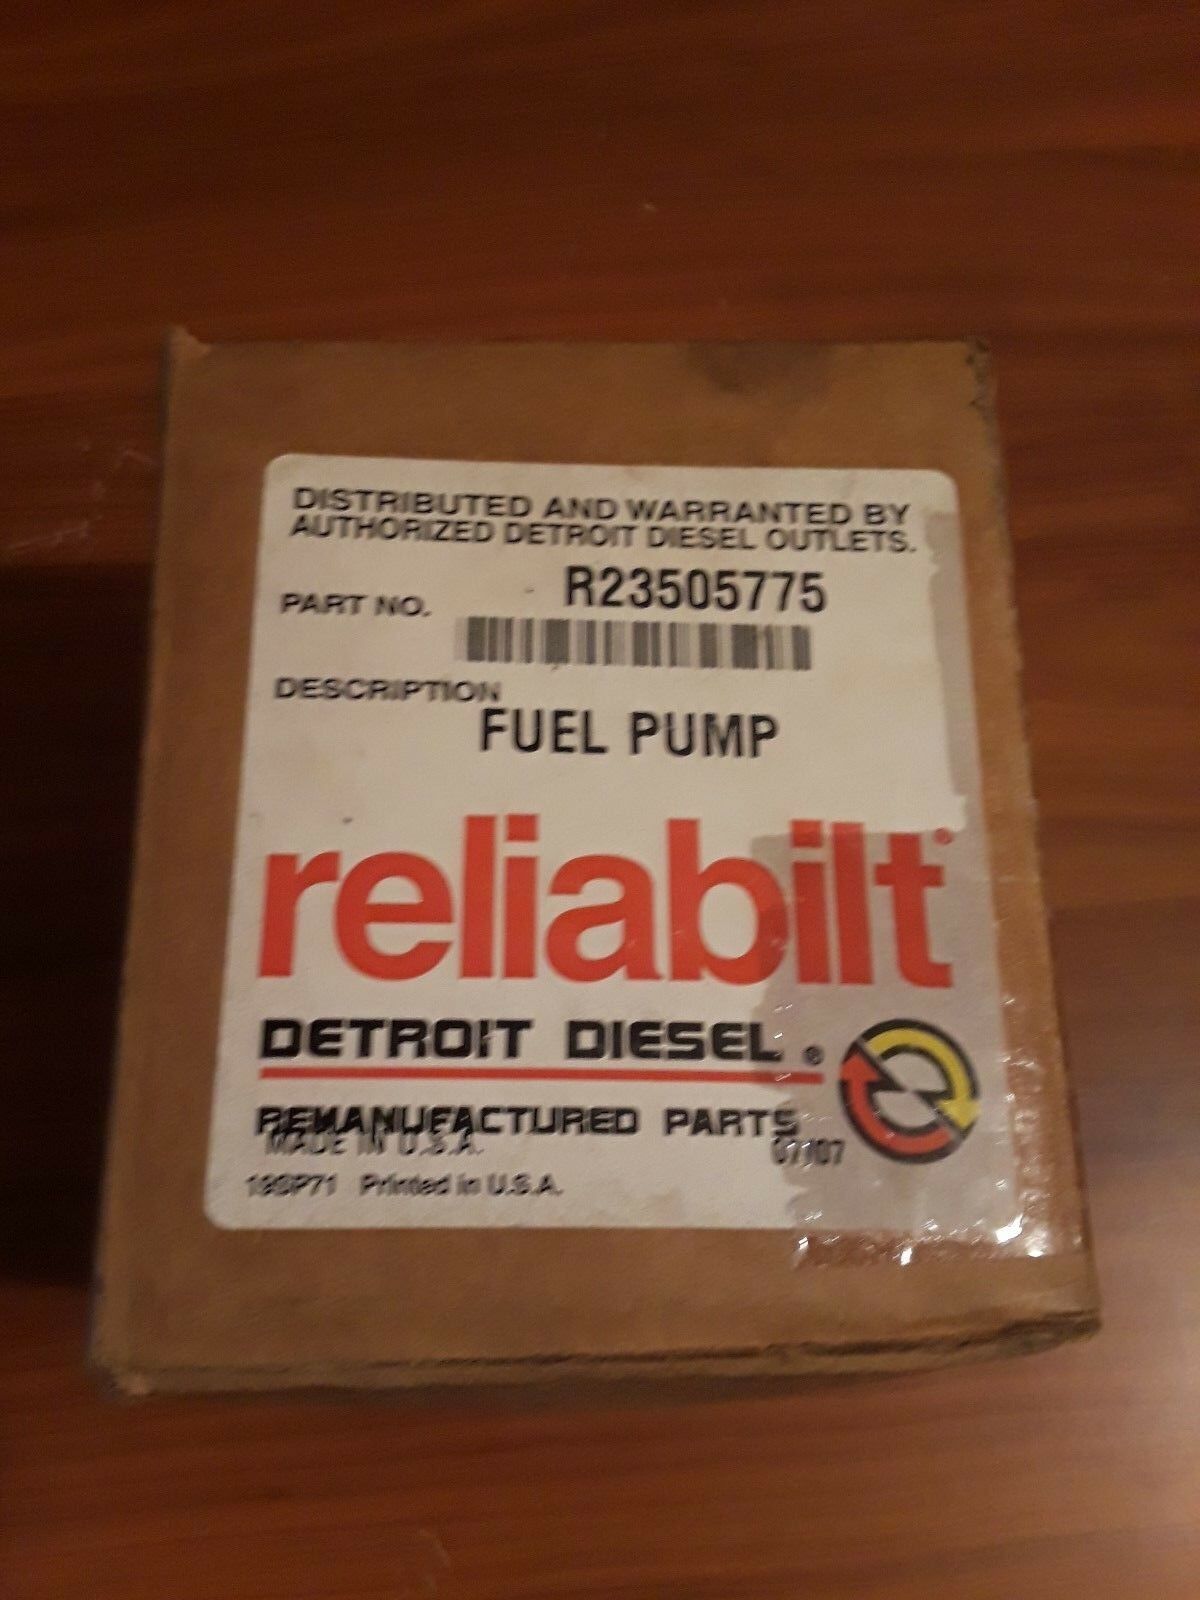 DISTRIBUTED AND WARRANTED BY
AUTHORIZED DETROIT DIESEL OUTLETS.
PART NO. R23505775
DESCRIPTION
FUEL PUMP
reliabilt®
DETROIT DIESEL®
REMANUFACTURED PARTS
MADE IN U.S.A. 07/07
18SP71 Printed in U.S.A.